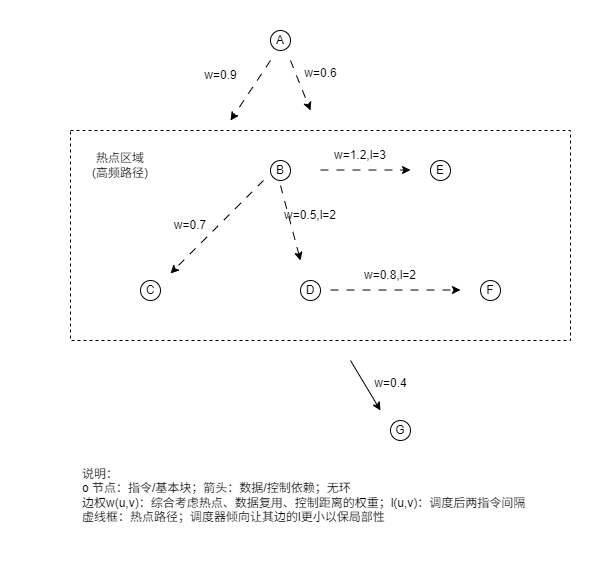 A
w=0.9
w=0.6
热点区域
(高频路径)
w=1.2,l=3
B
E
w=0.7
w=0.5,l=2
w=0.8,l=2
C
D
F
w=0.4
G
说明：
o 节点：指令/基本块；箭头：数据/控制依赖；无环
边权w(u,v)：综合考虑热点、数据复用、控制距离的权重；l(u,v)：调度后两指令间隔
虚线框：热点路径；调度器倾向让其边的l更小以保局部性